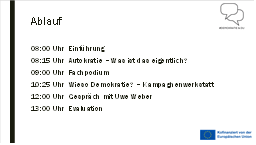 Ablauf
08:00 Uhr Einführung
08:15 Uhr Autokratie – Was ist das eigentlich?
09:00 Uhr Fachpodium
10:25 Uhr Wieso Demokratie? – Kampagnenwerkstatt
12:00 Uhr Gespräch mit Uwe Weber
13:00 Uhr Evaluation
Kofinanziert von der
Europäischen Union